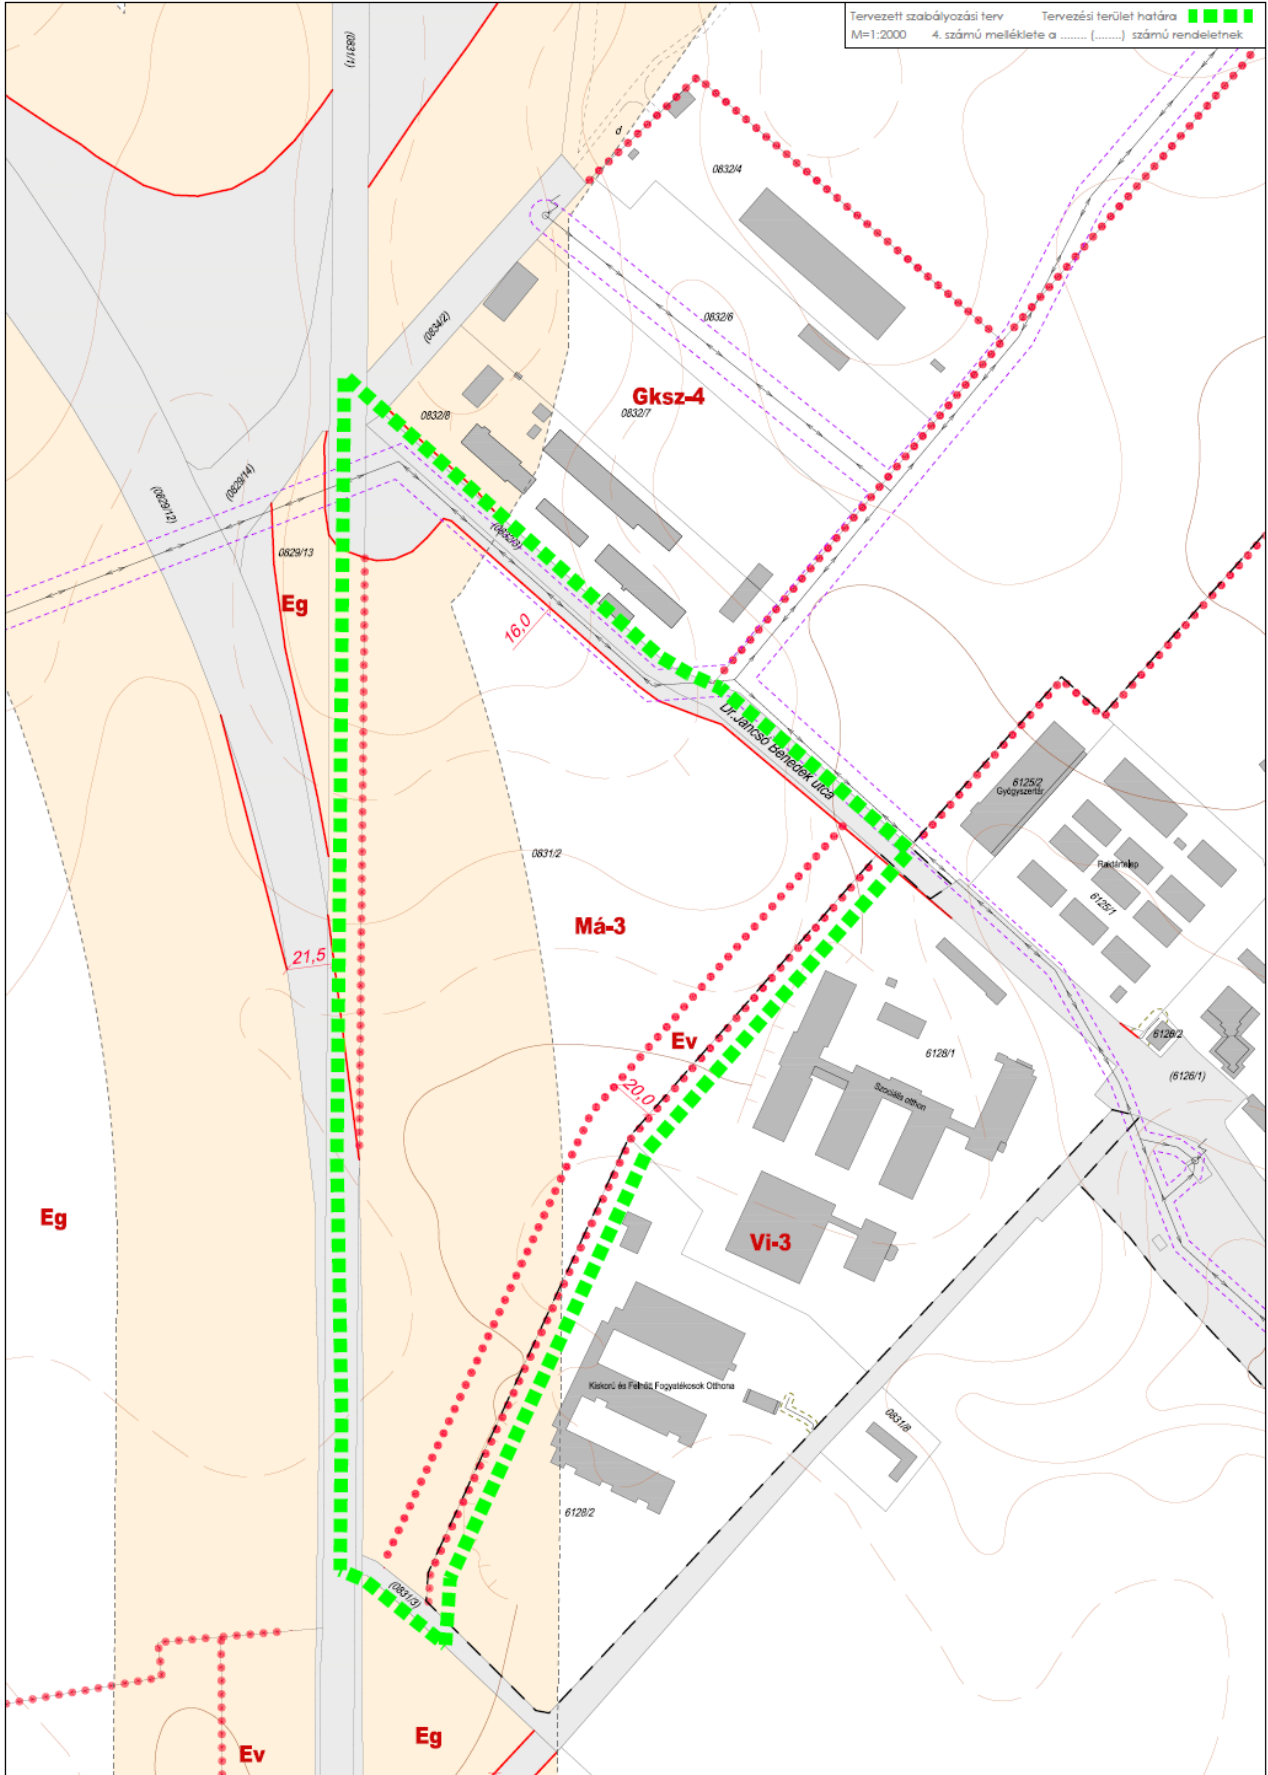 Tervezett szabályozási terv Tervezési terület határa
M=1:2000 4. számú melléklete a ........ (........) számú rendeletnek
(0831/1)
d
0832/4
0832/6
(0834/2)
Gksz-4
0832/7
0832/8
(0829/14)
(0829/12)
(0832/3)
0829/13
Eg
16,0
Dr.Jancsó Benedek utca
6125/2
Gyógyszertár
Raktártelep
0831/2
6125/1
Má-3
21,5
6126/2
Ev
6128/1
(6126/1)
20,0
Szociális otthon
Eg
Vi-3
Kiskorú és Felnőtt Fogyatékosok Otthona
0831/8
6128/2
(0831/3)
Eg
Ev